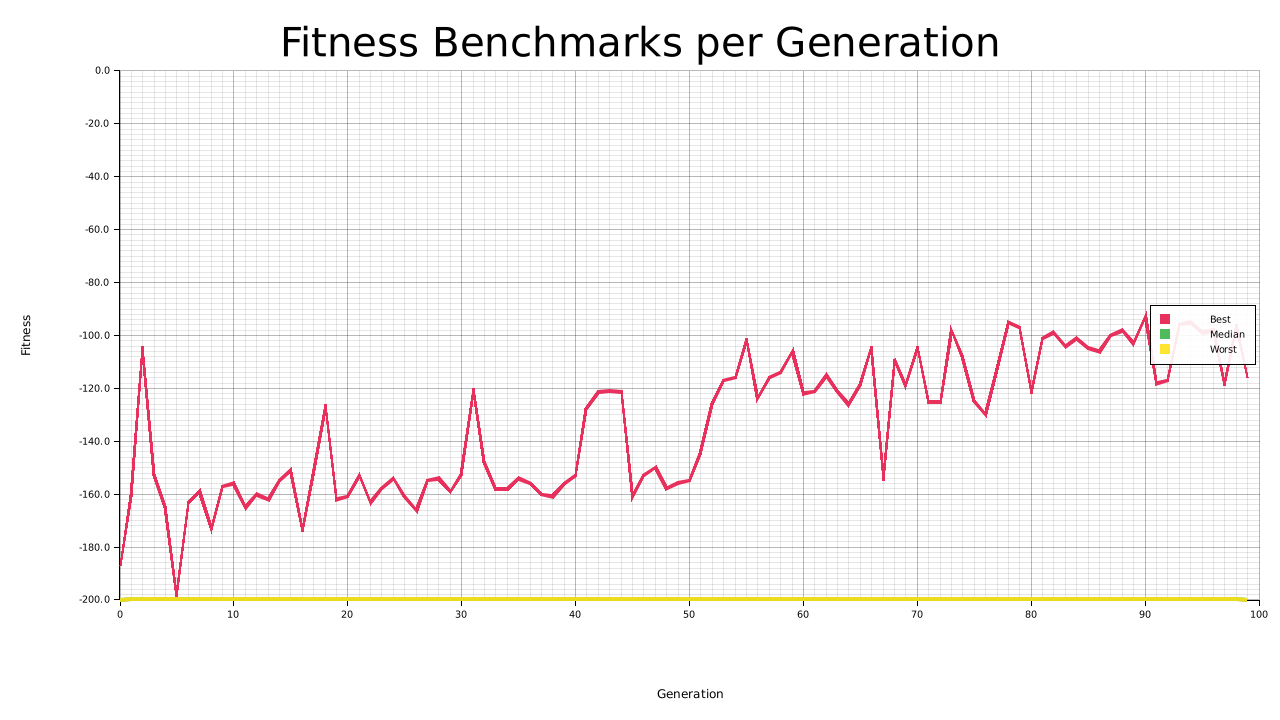 Fitness Benchmarks per Generation
0.0
-20.0
-40.0
-60.0
-80.0
-100.0
-120.0
-140.0
-160.0
-180.0
-200.0
Fitness
Best
Median
Worst
0 10 20 30 40 50 60 70 80 90 100
Generation